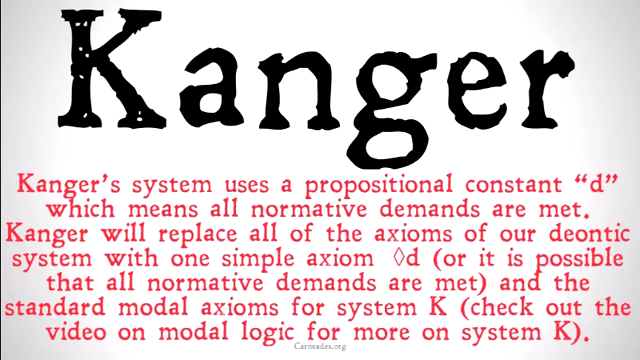 Kanger
Kanger's system uses a propositional constant "d"
which means all normative demands are met.
Kanger will replace all of the axioms of our deontic
system with one simple axiom ◊d (or it is possible
that all normative demands are met) and the
standard modal axioms for system K (check out the
video on modal logic for more on system K).
Carneades.org